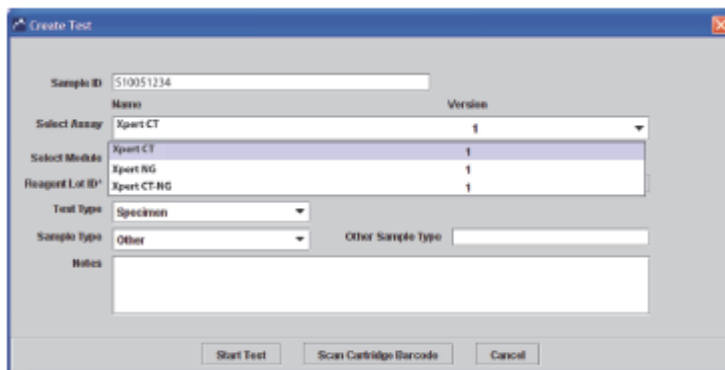 Create Test
Sample ID S10051234
Name Version
Select Assay Xpert CT 1
Select Module Xpert CT 1
Xpert NG 1
Reagent Lot ID* Xpert CT-NG 1
Test Type Specimen
Sample Type Other Other Sample Type
Notes
Start Test Scan Cartridge Barcode Cancel